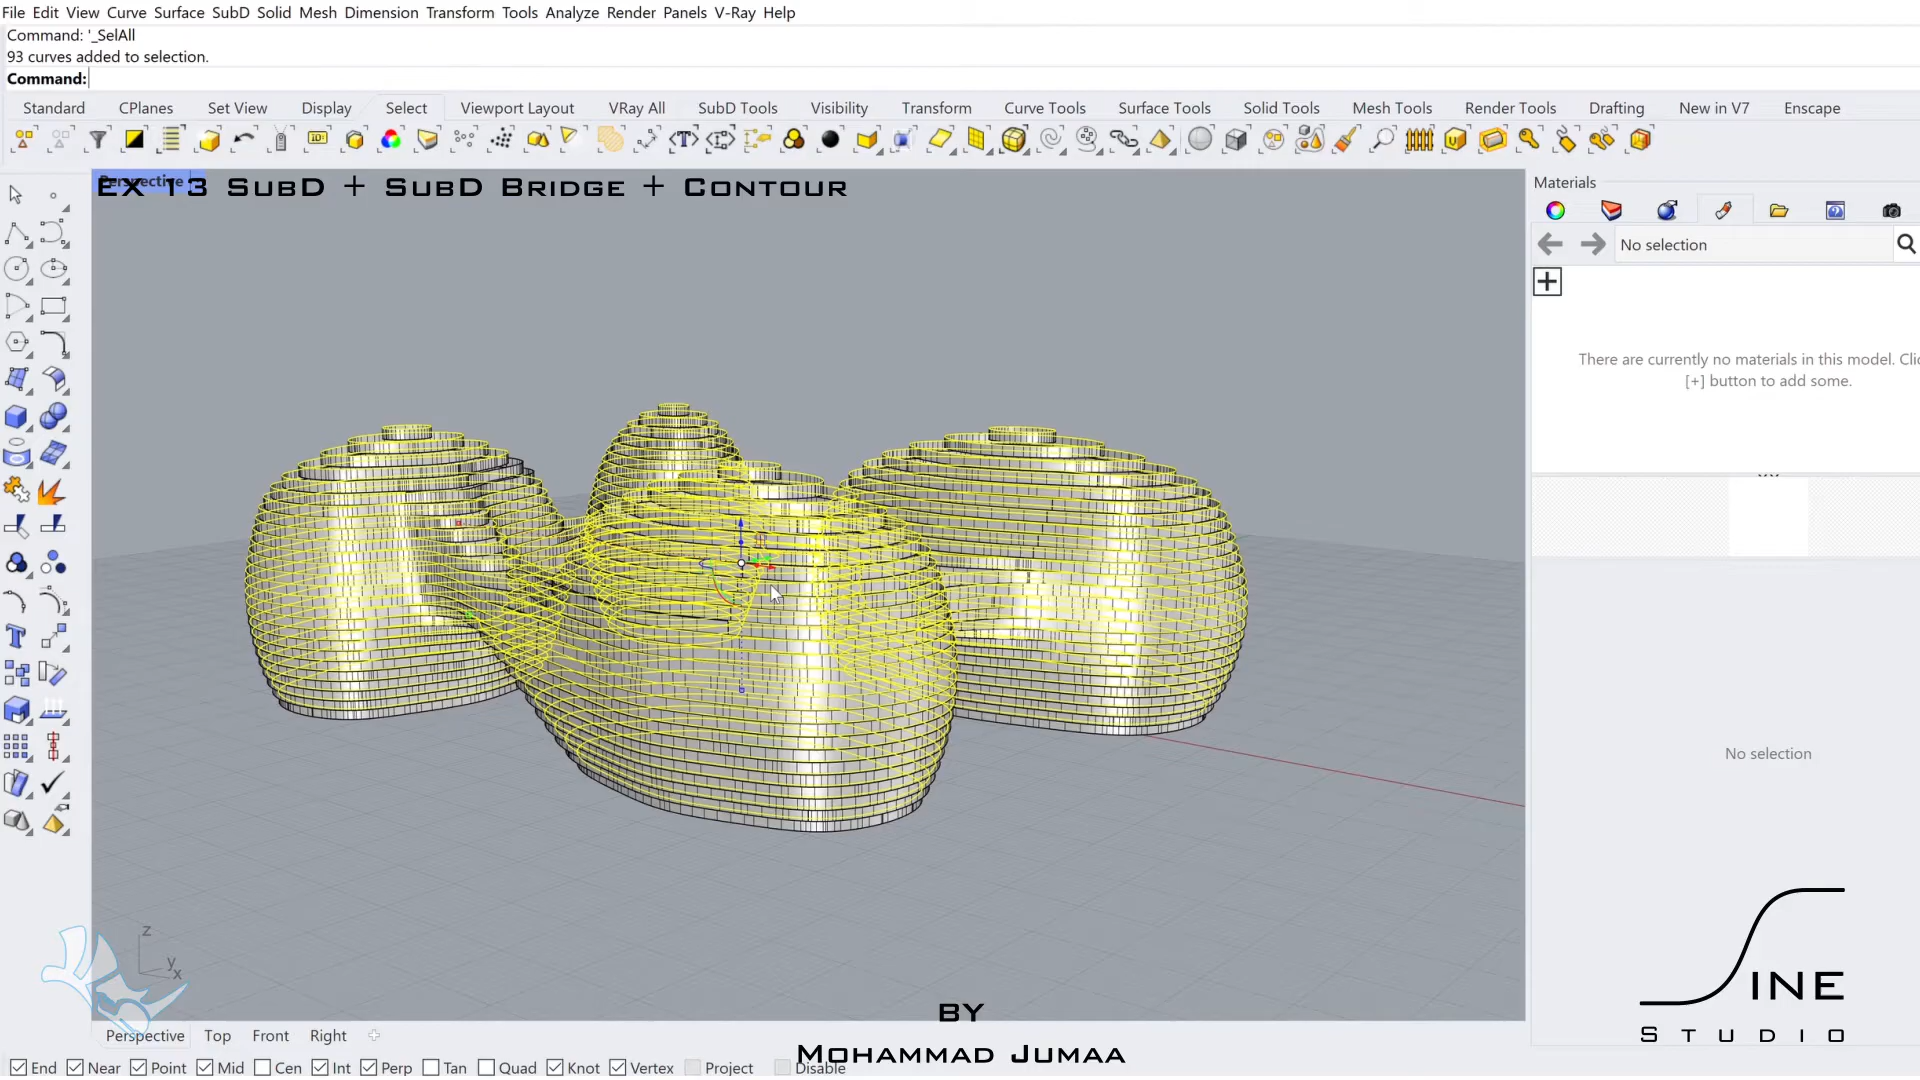 File Edit View Curve Surface SubD Solid Mesh Dimension Transform Tools Analyze Render Panels V-Ray Help
Command: '_SelAll
93 curves added to selection.
Command:
Standard CPlanes Set View Display Select Viewport Layout VRay All SubD Tools Visibility Transform Curve Tools Surface Tools Solid Tools Mesh Tools Render Tools Drafting New in V7 Enscape
Perspective
Ex 13 SubD + SubD Bridge + Contour
Materials
No selection
There are currently no materials in this model. Clic
[+] button to add some.
No selection
z
y
x
SINE
Studio
Perspective Top Front Right
by
Mohammad Jumaa
End Near Point Mid Cen Int Perp Tan Quad Knot Vertex Project Disable